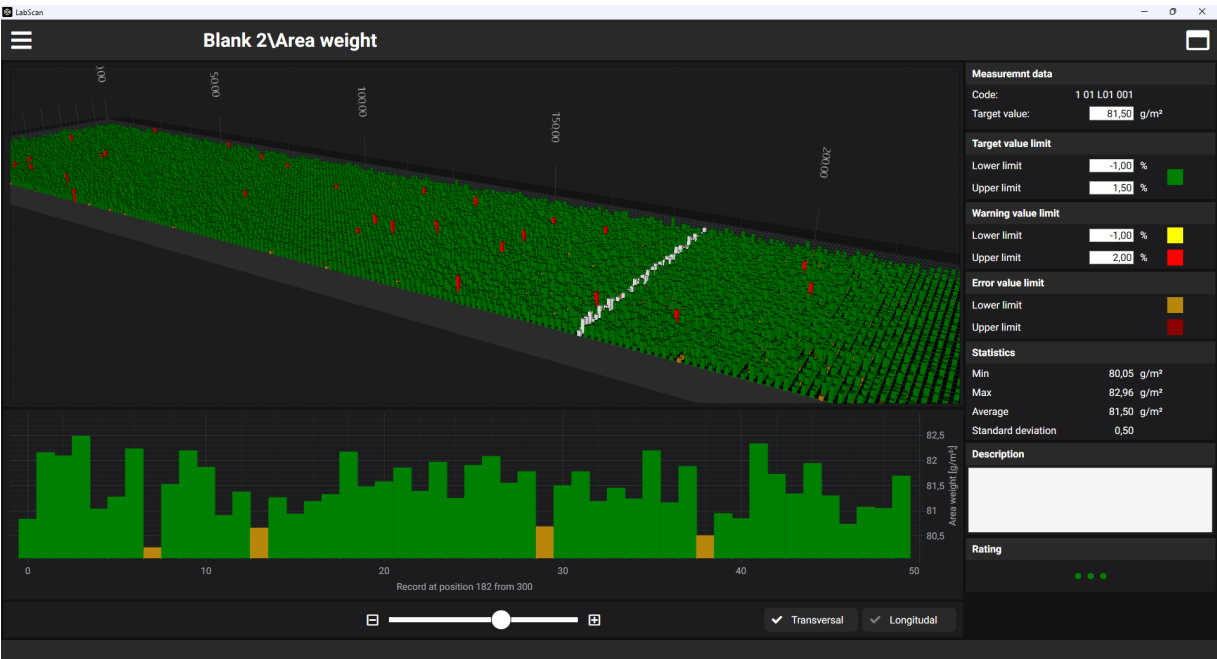 LabScan
Blank 2\Area weight
0,00
50,00
100,00
150,00
200,00
82,5
82
81,5
81
80,5
Area weight [g/m²]
0
10
20
30
40
50
Record at position 182 from 300
Transversal
Longitudal
Measuremnt data
Code: 1 01 L01 001
Target value: 81,50 g/m²
Target value limit
Lower limit -1,00 %
Upper limit 1,50 %
Warning value limit
Lower limit -1,00 %
Upper limit 2,00 %
Error value limit
Lower limit
Upper limit
Statistics
Min 80,05 g/m²
Max 82,96 g/m²
Average 81,50 g/m²
Standard deviation 0,50
Description
Rating